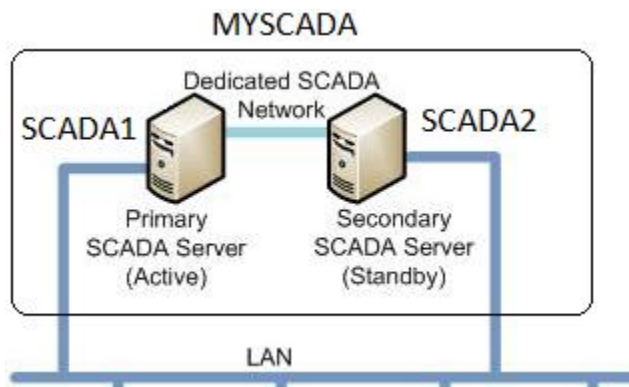 MYSCADA
Dedicated SCADA
Network
SCADA1
SCADA2
Primary
SCADA Server
(Active)
Secondary
SCADA Server
(Standby)
LAN